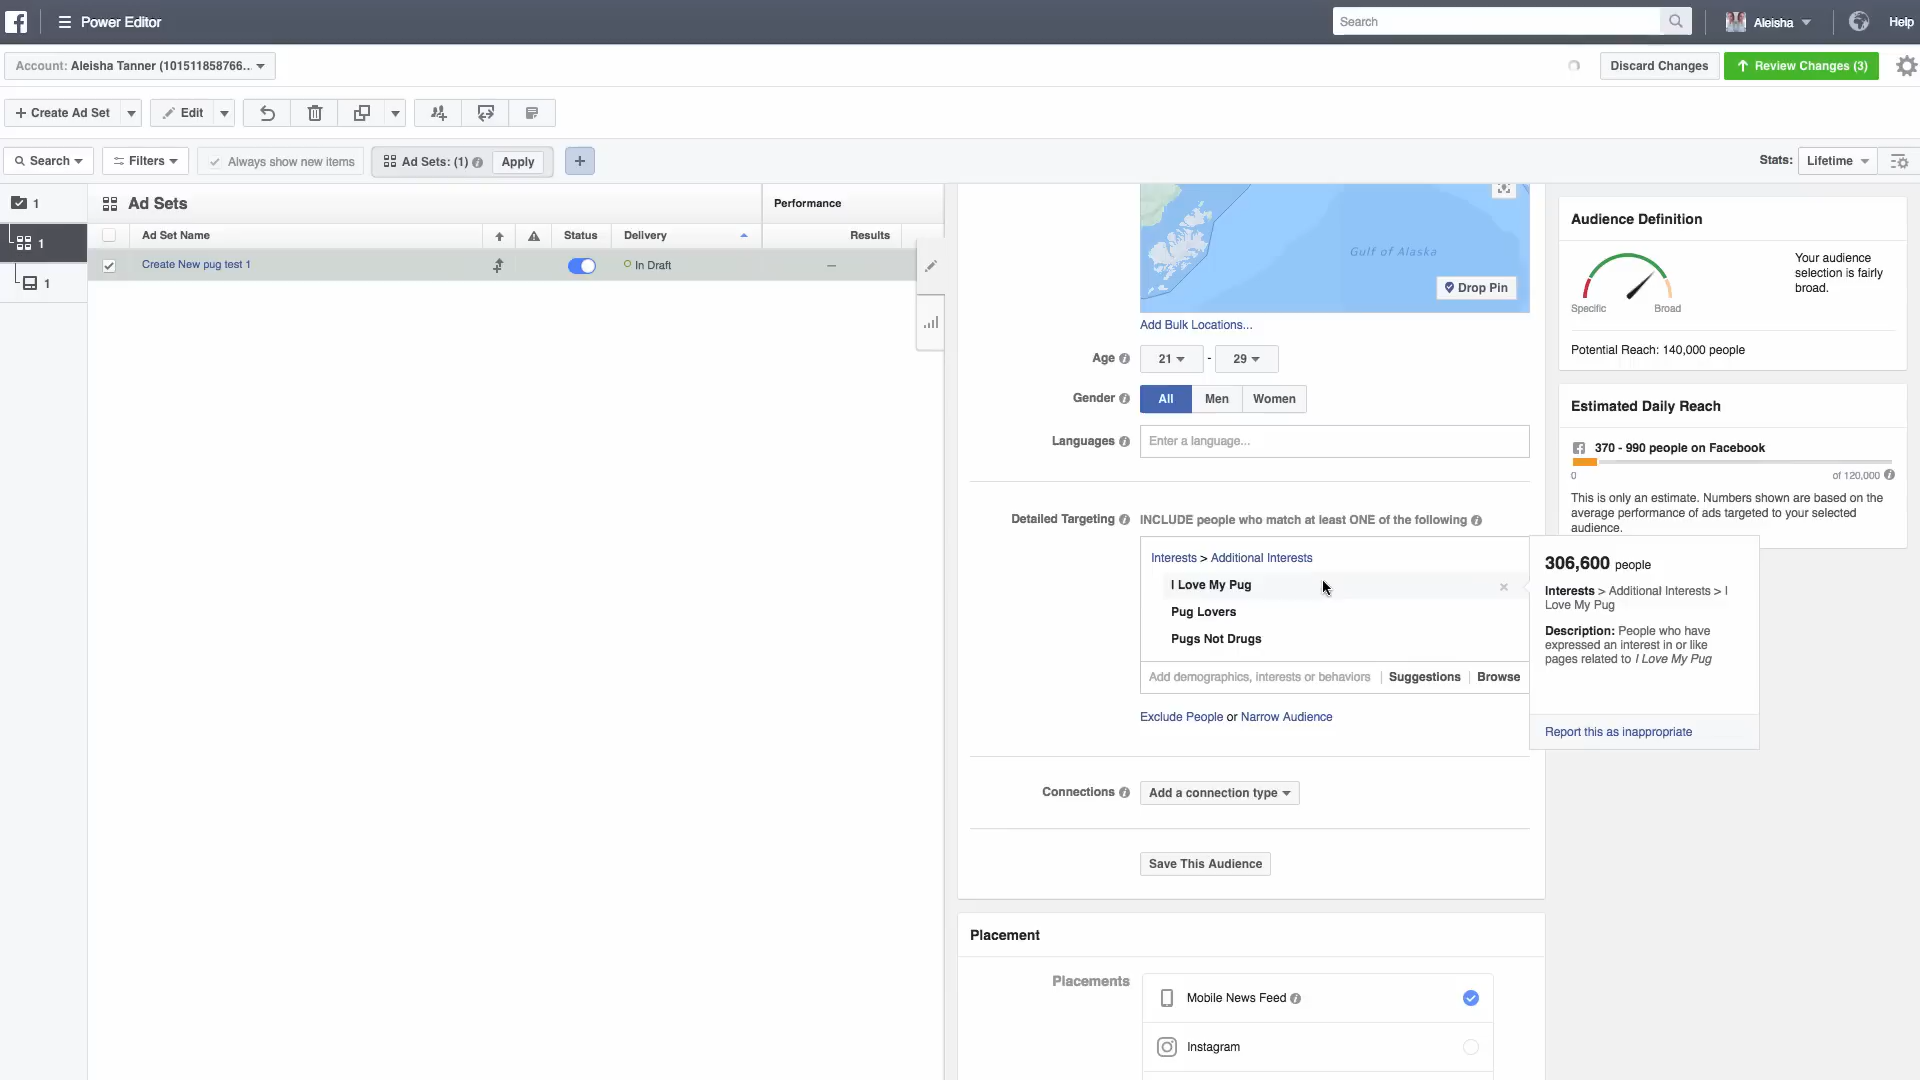 Power Editor
Search
Aleisha
Help
Account: Aleisha Tanner (101511858766...
Discard Changes
Review Changes (3)
+ Create Ad Set
Edit
Search
Filters
Always show new items
Ad Sets: (1)
Apply
+
Stats:
Lifetime
1
Ad Sets
Performance
1
Ad Set Name
Status
Delivery
Results
Create New pug test 1
In Draft
—
1
Gulf of Alaska
Drop Pin
Add Bulk Locations...
Age
21
-
29
Gender
All
Men
Women
Languages
Enter a language...
Detailed Targeting
INCLUDE people who match at least ONE of the following
Interests > Additional Interests
I Love My Pug
Pug Lovers
Pugs Not Drugs
Add demographics, interests or behaviors
Suggestions
Browse
Exclude People or Narrow Audience
Connections
Add a connection type
Save This Audience
Placement
Placements
Mobile News Feed
Instagram
Audience Definition
Your audience
selection is fairly
broad.
Specific
Broad
Potential Reach: 140,000 people
Estimated Daily Reach
370 - 990 people on Facebook
0
of 120,000
This is only an estimate. Numbers shown are based on the
average performance of ads targeted to your selected
audience.
306,600 people
Interests > Additional Interests > I
Love My Pug
Description: People who have
expressed an interest in or like
pages related to I Love My Pug
Report this as inappropriate